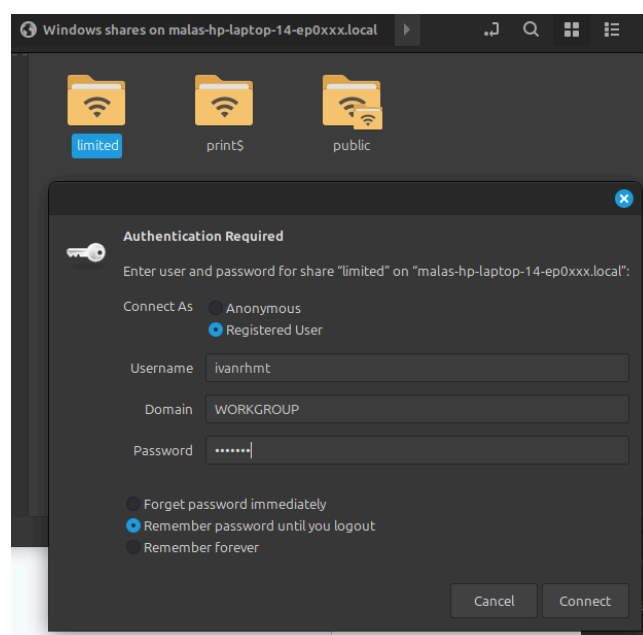 Windows shares on malas-hp-laptop-14-ep0xxx.local
limited
print$
public
Authentication Required
Enter user and password for share “limited” on “malas-hp-laptop-14-ep0xxx.local”:
Connect As
Anonymous
Registered User
Username ivanrhmt
Domain WORKGROUP
Password •••••••
Forget password immediately
Remember password until you logout
Remember forever
Cancel Connect